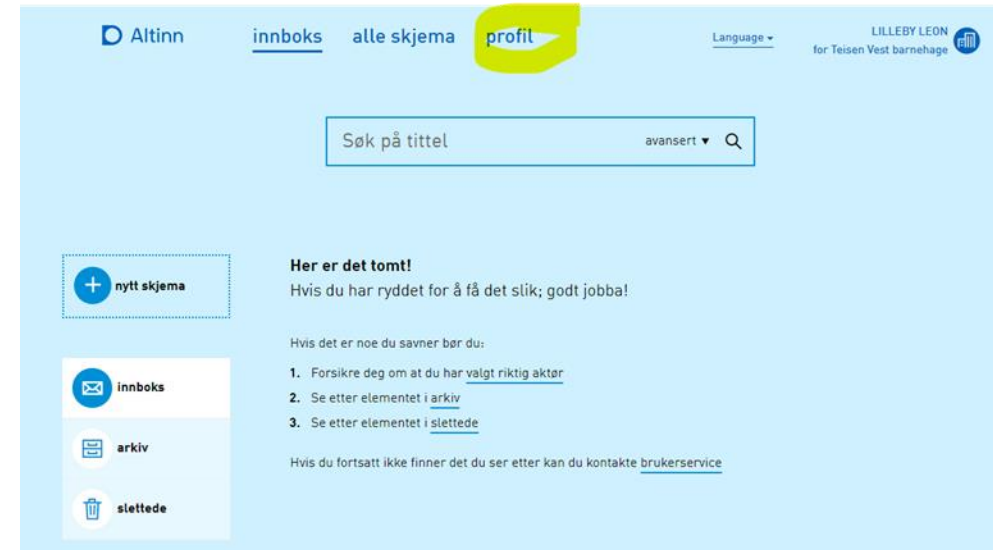 Altinn
innboks alle skjema profil
Language
LILLEBY LEON
for Teisen Vest barnehage
Søk på tittel avansert
nytt skjema
innboks
arkiv
slettede
Her er det tomt!
Hvis du har ryddet for å få det slik; godt jobba!
Hvis det er noe du savner bør du:
1. Forsikre deg om at du har valgt riktig aktør
2. Se etter elementet i arkiv
3. Se etter elementet i slettede
Hvis du fortsatt ikke finner det du ser etter kan du kontakte brukerservice